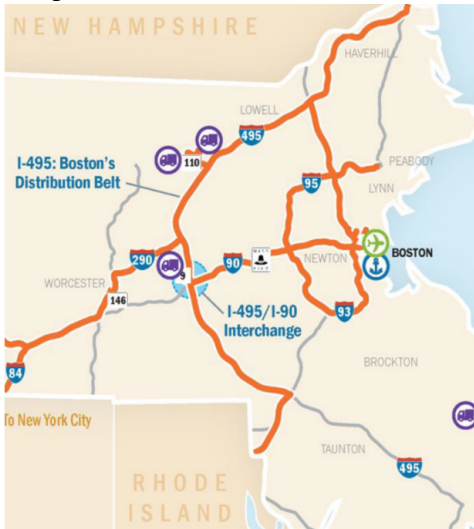 NEW HAMPSHIRE
HAVERHILL
LOWELL
495
110
I-495: Boston's
Distribution Belt
PEABODY
95
LYNN
BOSTON
290
9
90
NEWTON
WORCESTER
146
I-495/I-90
Interchange
93
84
BROCKTON
To New York City
TAUNTON
495
RHODE
ISLAND